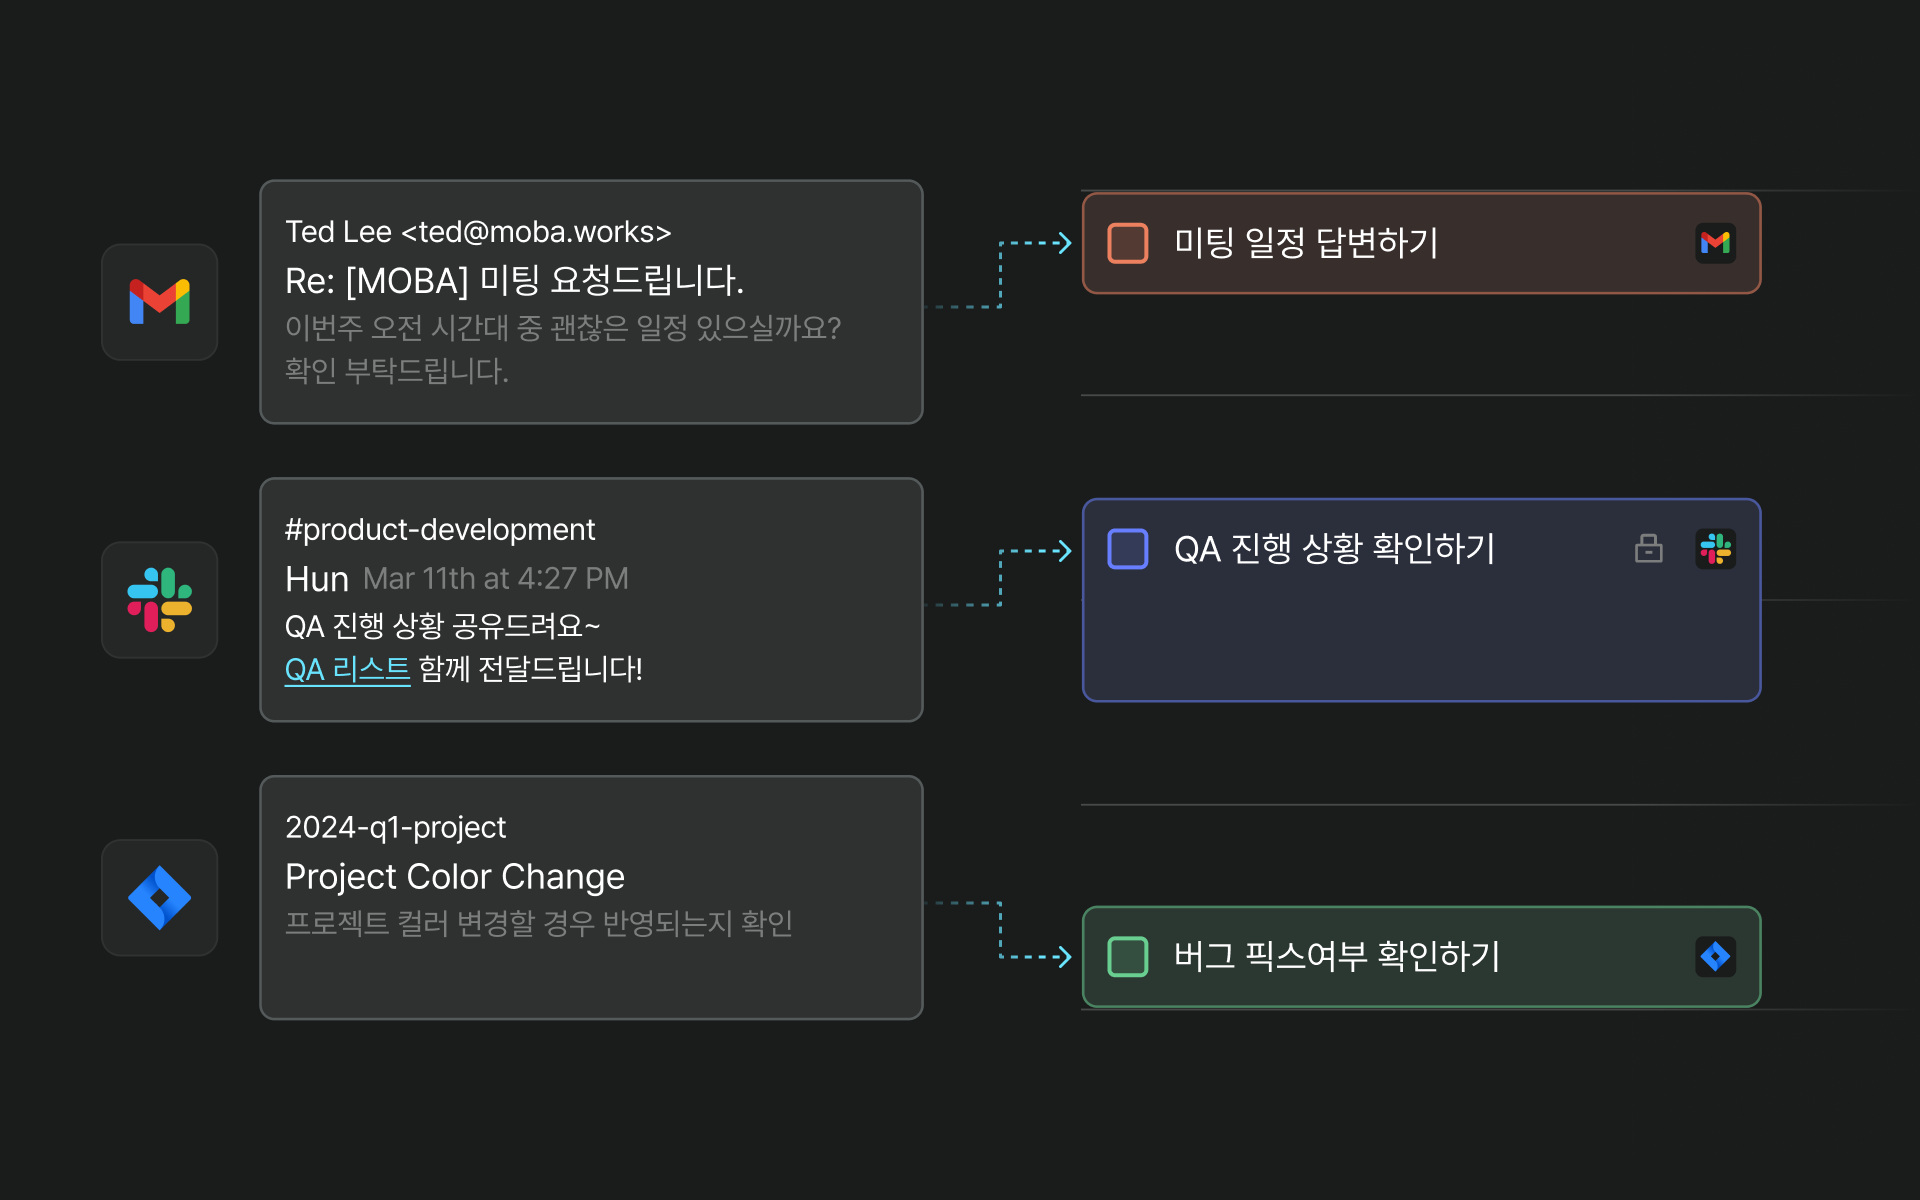 Ted Lee <ted@moba.works>
Re: [MOBA] 미팅 요청드립니다.
이번주 오전 시간대 중 괜찮은 일정 있으실까요?
확인 부탁드립니다.
미팅 일정 답변하기
#product-development
Hun Mar 11th at 4:27 PM
QA 진행 상황 공유드려요~
QA 리스트 함께 전달드립니다!
QA 진행 상황 확인하기
2024-q1-project
Project Color Change
프로젝트 컬러 변경할 경우 반영되는지 확인
버그 픽스여부 확인하기